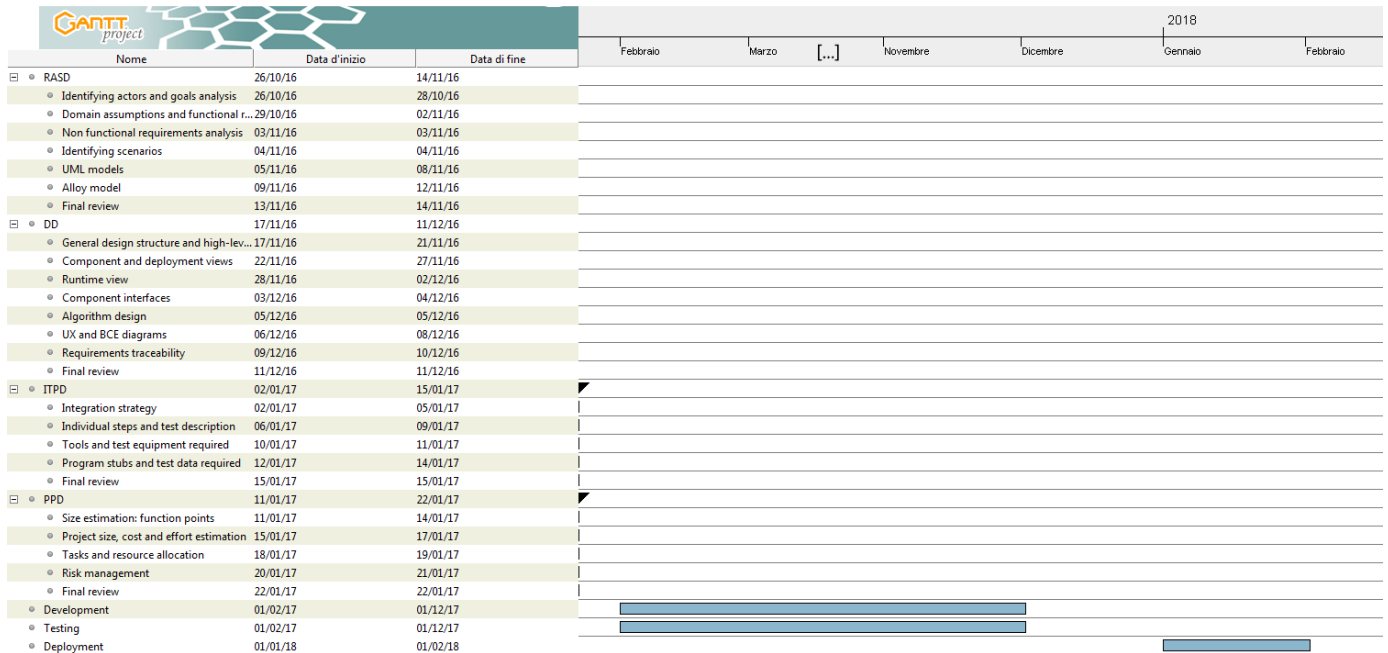 GANTT
project
2018
Febbraio Marzo [...] Novembre Dicembre Gennaio Febbraio
Nome Data d'inizio Data di fine
RASD 26/10/16 14/11/16
Identifying actors and goals analysis 26/10/16 28/10/16
Domain assumptions and functional r... 29/10/16 02/11/16
Non functional requirements analysis 03/11/16 03/11/16
Identifying scenarios 04/11/16 04/11/16
UML models 05/11/16 08/11/16
Alloy model 09/11/16 12/11/16
Final review 13/11/16 14/11/16
DD 17/11/16 11/12/16
General design structure and high-lev... 17/11/16 21/11/16
Component and deployment views 22/11/16 27/11/16
Runtime view 28/11/16 02/12/16
Component interfaces 03/12/16 04/12/16
Algorithm design 05/12/16 05/12/16
UX and BCE diagrams 06/12/16 08/12/16
Requirements traceability 09/12/16 10/12/16
Final review 11/12/16 11/12/16
ITPD 02/01/17 15/01/17
Integration strategy 02/01/17 05/01/17
Individual steps and test description 06/01/17 09/01/17
Tools and test equipment required 10/01/17 11/01/17
Program stubs and test data required 12/01/17 14/01/17
Final review 15/01/17 15/01/17
PPD 11/01/17 22/01/17
Size estimation: function points 11/01/17 14/01/17
Project size, cost and effort estimation 15/01/17 17/01/17
Tasks and resource allocation 18/01/17 19/01/17
Risk management 20/01/17 21/01/17
Final review 22/01/17 22/01/17
Development 01/02/17 01/12/17
Testing 01/02/17 01/12/17
Deployment 01/01/18 01/02/18